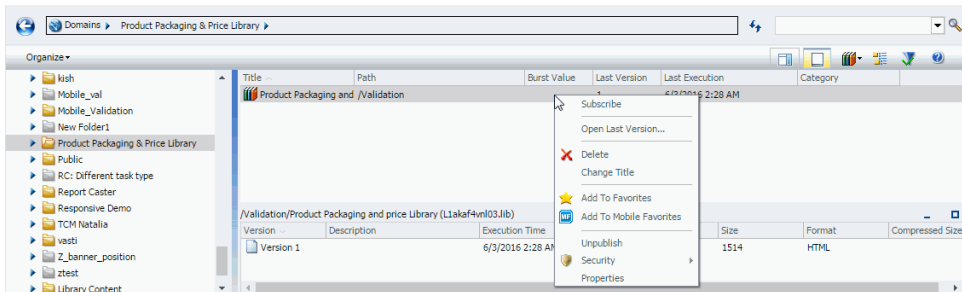 Domains Product Packaging & Price Library
Organize
kish
Mobile_val
Mobile_Validation
New Folder1
Product Packaging & Price Library
Public
RC: Different task type
Report Caster
Responsive Demo
TCM Natalia
vasti
Z_banner_position
ztest
Library Content
Title Path Burst Value Last Version Last Execution Category
Product Packaging and /Validation 1 6/3/2016 2:28 AM
Subscribe
Open Last Version...
Delete
Change Title
Add To Favorites
MF Add To Mobile Favorites
Unpublish
Security
Properties
/Validation/Product Packaging and price Library (L1akaf4vnl03.lib)
Version Description Execution Time Size Format Compressed Size
Version 1 6/3/2016 2:28 AM 1514 HTML